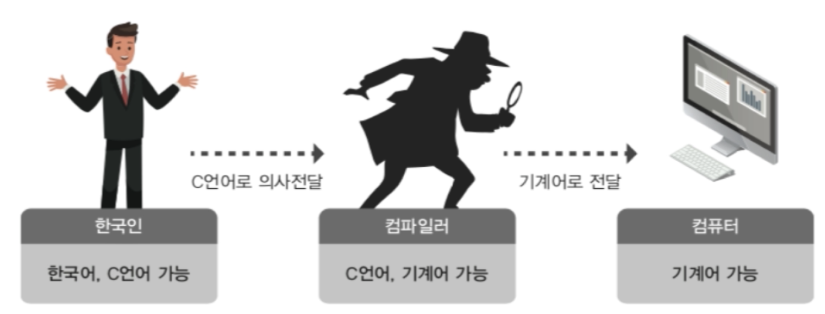 C언어로 의사전달
기계어로 전달
한국인
한국어, C언어 가능
컴파일러
C언어, 기계어 가능
컴퓨터
기계어 가능